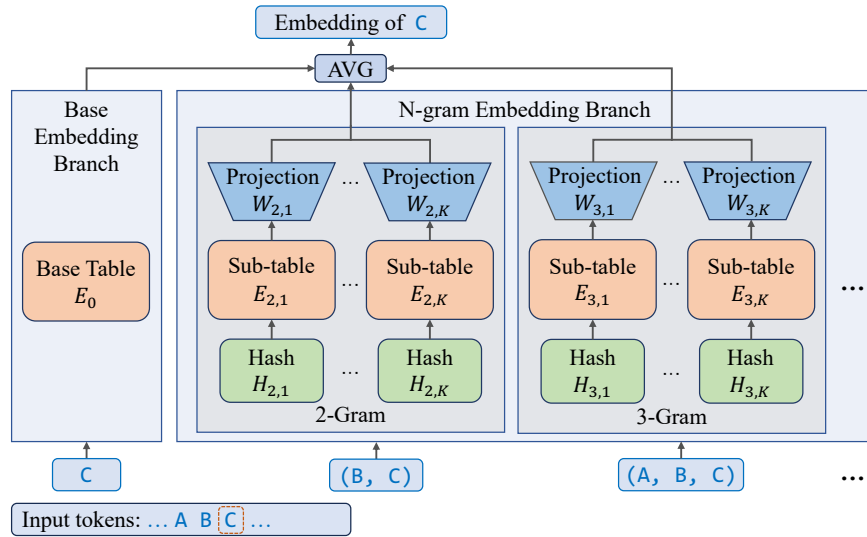 Embedding of C
AVG
Base
Embedding
Branch
N-gram Embedding Branch
Projection
W₂,₁
...
Projection
W₂,K
Projection
W₃,₁
...
Projection
W₃,K
Base Table
E₀
Sub-table
E₂,₁
...
Sub-table
E₂,K
Sub-table
E₃,₁
...
Sub-table
E₃,K
...
Hash
H₂,₁
...
Hash
H₂,K
Hash
H₃,₁
...
Hash
H₃,K
2-Gram
3-Gram
C
(B, C)
(A, B, C)
...
Input tokens: ... A B C ...